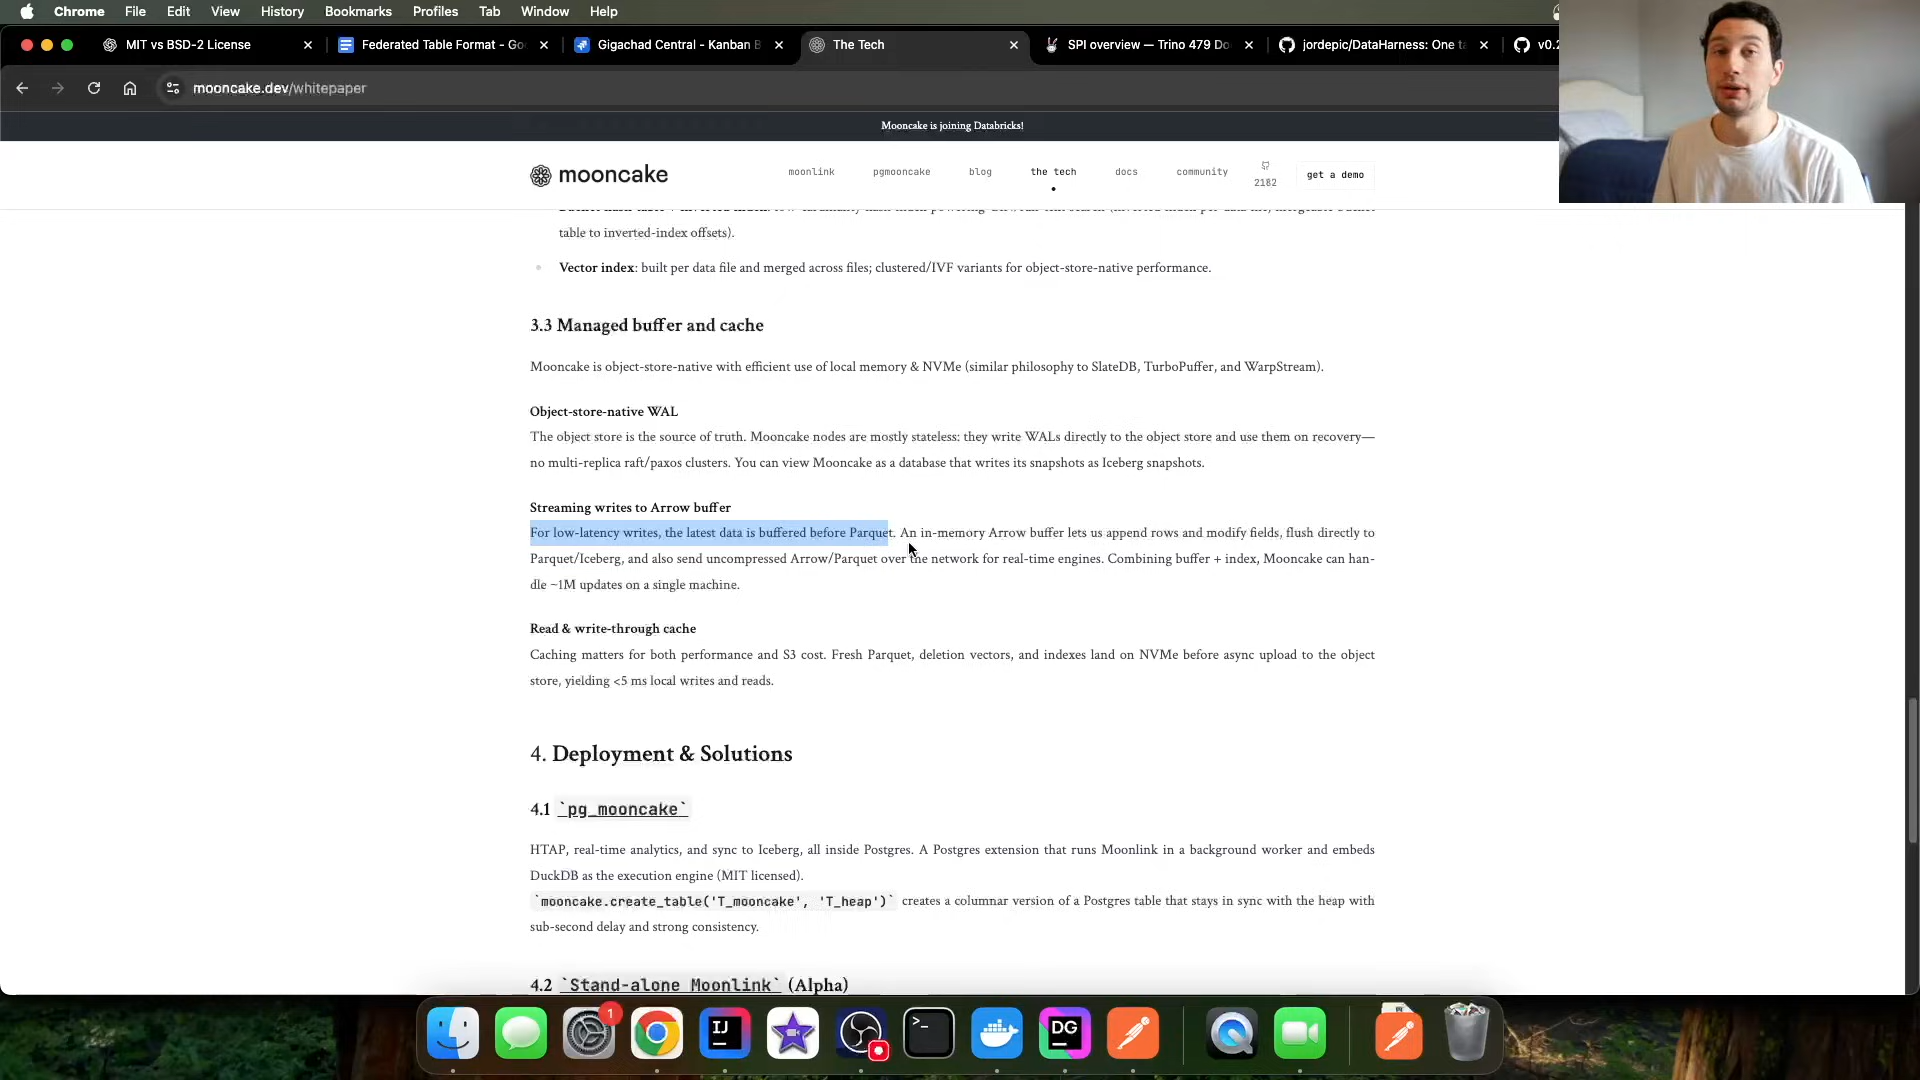 Chrome File Edit View History Bookmarks Profiles Tab Window Help
MIT vs BSD-2 License
Federated Table Format - Go
Gigachad Central - Kanban B
The Tech
SPI overview — Trino 479 Do
jordepic/DataHarness: One ta
v0.2
mooncake.dev/whitepaper
Mooncake is joining Databricks!
mooncake
moonlink pgmooncake blog the tech docs community 2182 get a demo
table to inverted-index offsets).
Vector index: built per data file and merged across files; clustered/IVF variants for object-store-native performance.
3.3 Managed buffer and cache
Mooncake is object-store-native with efficient use of local memory & NVMe (similar philosophy to SlateDB, TurboPuffer, and WarpStream).
Object-store-native WAL
The object store is the source of truth. Mooncake nodes are mostly stateless: they write WALs directly to the object store and use them on recovery—
no multi-replica raft/paxos clusters. You can view Mooncake as a database that writes its snapshots as Iceberg snapshots.
Streaming writes to Arrow buffer
For low-latency writes, the latest data is buffered before Parquet. An in-memory Arrow buffer lets us append rows and modify fields, flush directly to
Parquet/Iceberg, and also send uncompressed Arrow/Parquet over the network for real-time engines. Combining buffer + index, Mooncake can han-
dle ~1M updates on a single machine.
Read & write-through cache
Caching matters for both performance and S3 cost. Fresh Parquet, deletion vectors, and indexes land on NVMe before async upload to the object
store, yielding <5 ms local writes and reads.
4. Deployment & Solutions
4.1 `pg_mooncake`
HTAP, real-time analytics, and sync to Iceberg, all inside Postgres. A Postgres extension that runs Moonlink in a background worker and embeds
DuckDB as the execution engine (MIT licensed).
`mooncake.create_table('T_mooncake', 'T_heap')` creates a columnar version of a Postgres table that stays in sync with the heap with
sub-second delay and strong consistency.
4.2 `Stand-alone Moonlink` (Alpha)
1
IJ
>_
DG